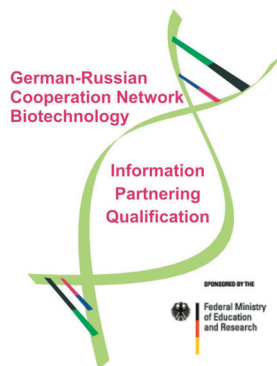 German-Russian
Cooperation Network
Biotechnology
Information
Partnering
Qualification
SPONSORED BY THE
Federal Ministry
of Education
and Research